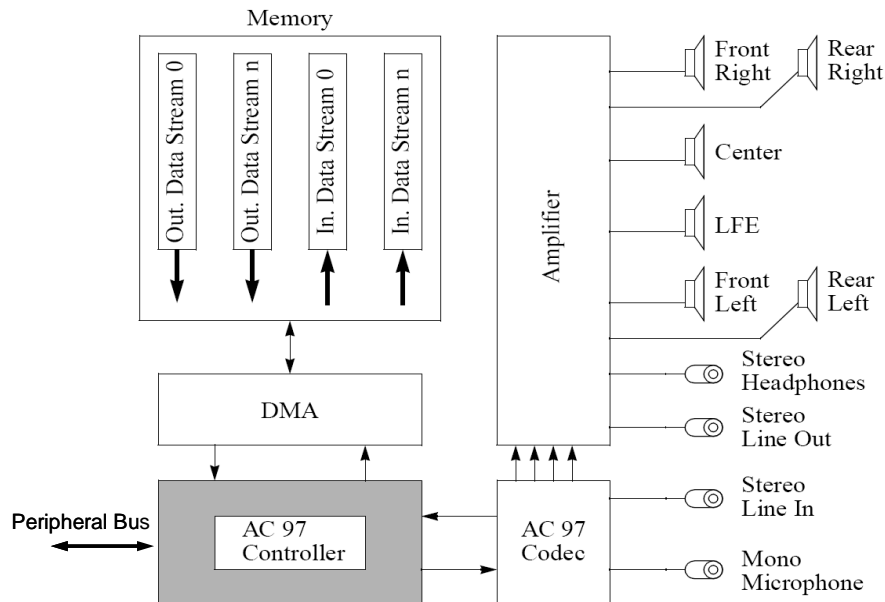 Memory
Out. Data Stream 0
Out. Data Stream n
In. Data Stream 0
In. Data Stream n
DMA
Peripheral Bus
AC 97
Controller
Amplifier
AC 97
Codec
Front
Right
Rear
Right
Center
LFE
Front
Left
Rear
Left
Stereo
Headphones
Stereo
Line Out
Stereo
Line In
Mono
Microphone